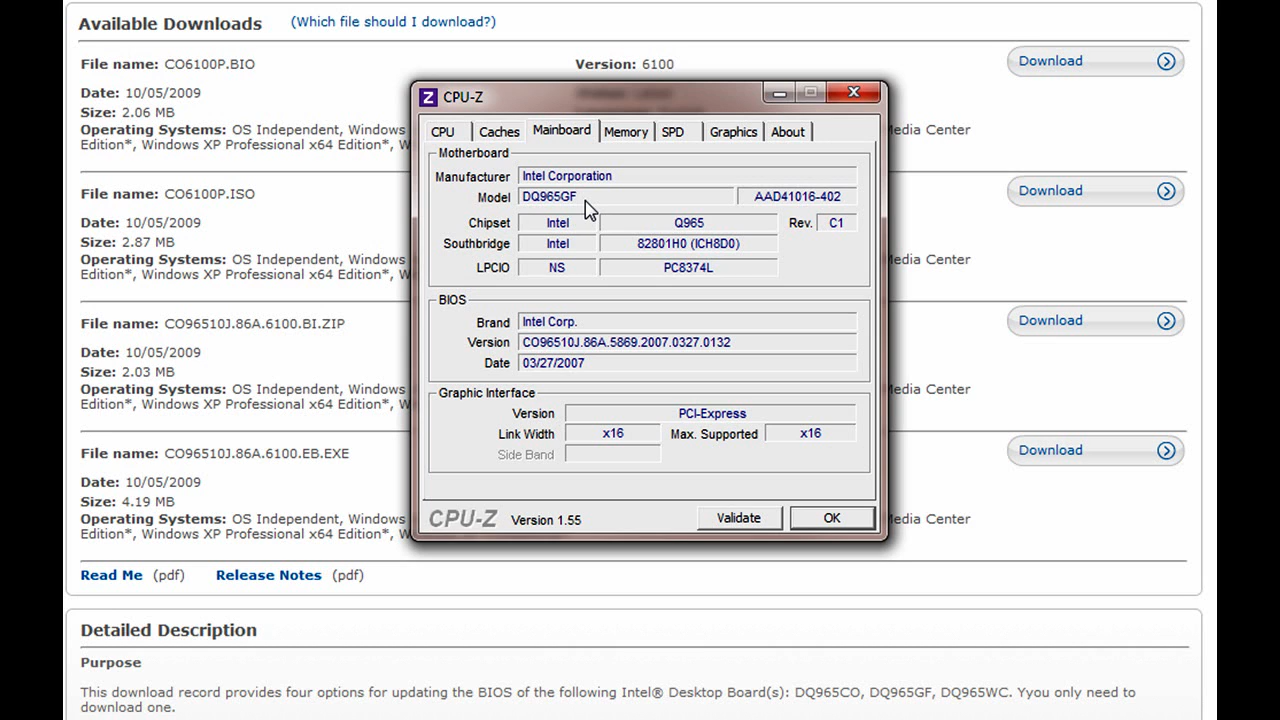 Available Downloads (Which file should I download?)
File name: CO6100P.BIO Version: 6100 Download
Date: 10/05/2009
Size: 2.06 MB
Operating Systems: OS Independent, Windows edia Center
Edition*, Windows XP Professional x64 Edition*,
File name: CO6100P.ISO Download
Date: 10/05/2009
Size: 2.87 MB
Operating Systems: OS Independent, Windows edia Center
Edition*, Windows XP Professional x64 Edition*,
File name: CO96510J.86A.6100.BI.ZIP Download
Date: 10/05/2009
Size: 2.03 MB
Operating Systems: OS Independent, Windows edia Center
Edition*, Windows XP Professional x64 Edition*,
File name: CO96510J.86A.6100.EB.EXE Download
Date: 10/05/2009
Size: 4.19 MB
Operating Systems: OS Independent, Windows Media Center
Edition*, Windows XP Professional x64 Edition*,
Read Me (pdf) Release Notes (pdf)
Detailed Description
Purpose
This download record provides four options for updating the BIOS of the following Intel® Desktop Board(s): DQ965CO, DQ965GF, DQ965WC. Yyou only need to
download one.
Z CPU-Z
CPU Caches Mainboard Memory SPD Graphics About
Motherboard
Manufacturer Intel Corporation
Model DQ965GF AAD41016-402
Chipset Intel Q965 Rev. C1
Southbridge Intel 82801H0 (ICH8D0)
LPCIO NS PC8374L
BIOS
Brand Intel Corp.
Version CO96510J.86A.5869.2007.0327.0132
Date 03/27/2007
Graphic Interface
Version PCI-Express
Link Width x16 Max. Supported x16
Side Band
CPU-Z Version 1.55 Validate OK